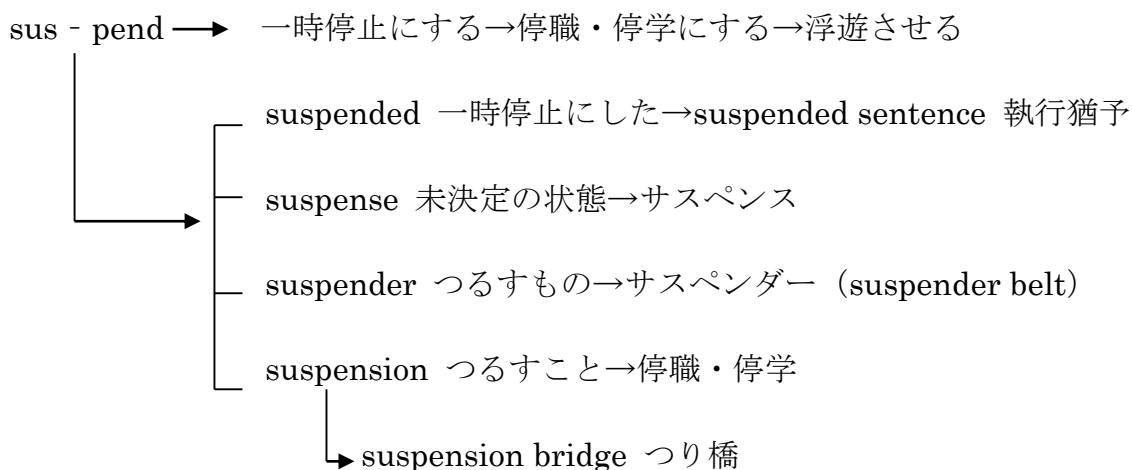 sus‐pend → 一時停止にする→停職・停学にする→浮遊させる
suspended 一時停止にした→suspended sentence 執行猶予
suspense 未決定の状態→サスペンス
suspender つるすもの→サスペンダー（suspender belt）
suspension つるすこと→停職・停学
suspension bridge つり橋